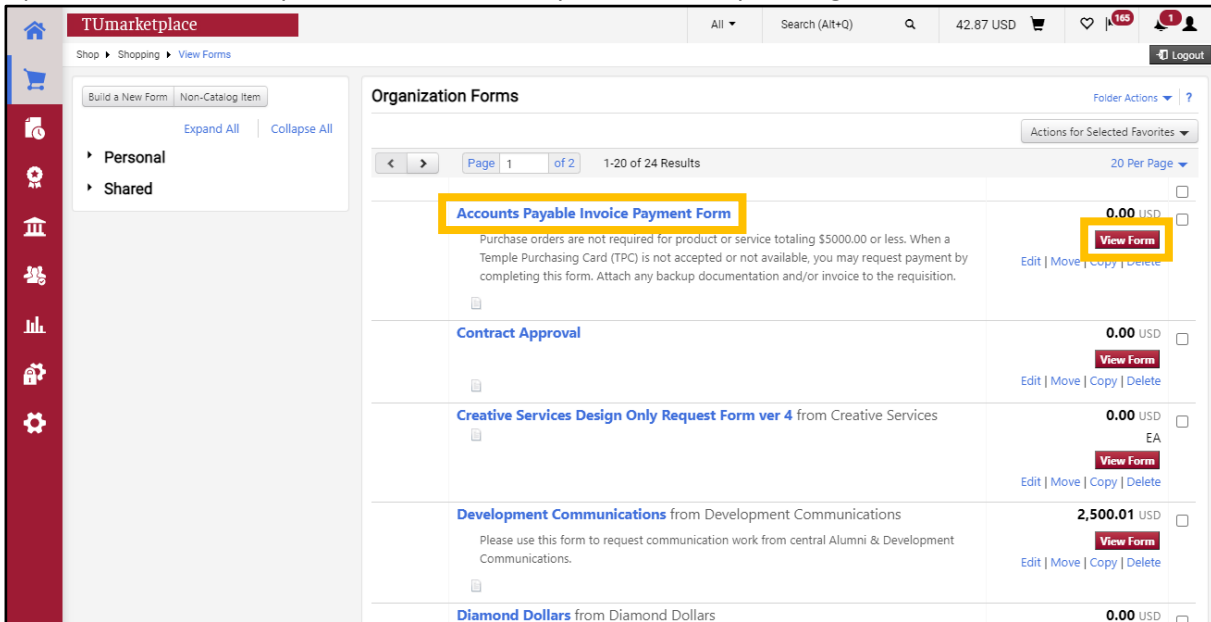 TUmarketplace
All
Search (Alt+Q)
42.87 USD
165
1
Shop Shopping View Forms
Logout
Build a New Form Non-Catalog Item
Expand All Collapse All
Personal
Shared
Organization Forms
Folder Actions ?
Actions for Selected Favorites
Page 1 of 2 1-20 of 24 Results
20 Per Page
Accounts Payable Invoice Payment Form
0.00 USD
Purchase orders are not required for product or service totaling $5000.00 or less. When a
Temple Purchasing Card (TPC) is not accepted or not available, you may request payment by
completing this form. Attach any backup documentation and/or invoice to the requisition.
View Form
Edit | Move | Copy | Delete
Contract Approval
0.00 USD
View Form
Edit | Move | Copy | Delete
Creative Services Design Only Request Form ver 4 from Creative Services
0.00 USD
EA
View Form
Edit | Move | Copy | Delete
Development Communications from Development Communications
2,500.01 USD
Please use this form to request communication work from central Alumni & Development
Communications.
View Form
Edit | Move | Copy | Delete
Diamond Dollars from Diamond Dollars
0.00 USD